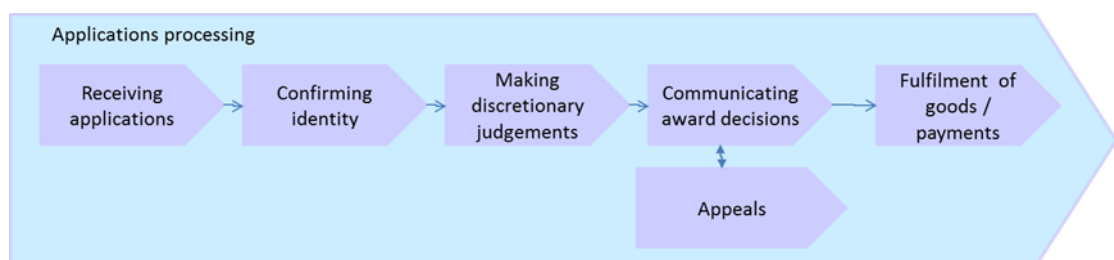 Applications processing
Receiving
applications
Confirming
identity
Making
discretionary
judgements
Communicating
award decisions
Fulfilment of
goods /
payments
Appeals